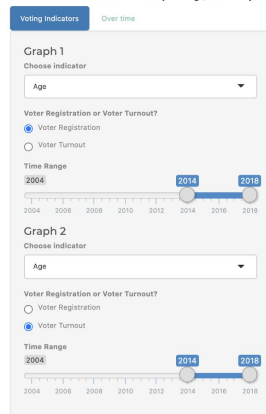 Voting Indicators Over time
Graph 1
Choose indicator
Age
Voter Registration or Voter Turnout?
Voter Registration
Voter Turnout
Time Range
2004 2014 2018
2004 2006 2008 2010 2012 2014 2016 2018
Graph 2
Choose indicator
Age
Voter Registration or Voter Turnout?
Voter Registration
Voter Turnout
Time Range
2004 2014 2018
2004 2006 2008 2010 2012 2014 2016 2018